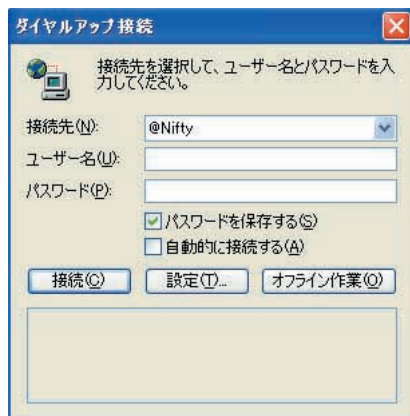 ダイヤルアップ接続
接続先を選択して、ユーザー名とパスワードを入
力してください。
接続先(N):
@Nifty
ユーザー名(U):
パスワード(P):
パスワードを保存する(S)
自動的に接続する(A)
接続(C)
設定(T)...
オフライン作業(O)